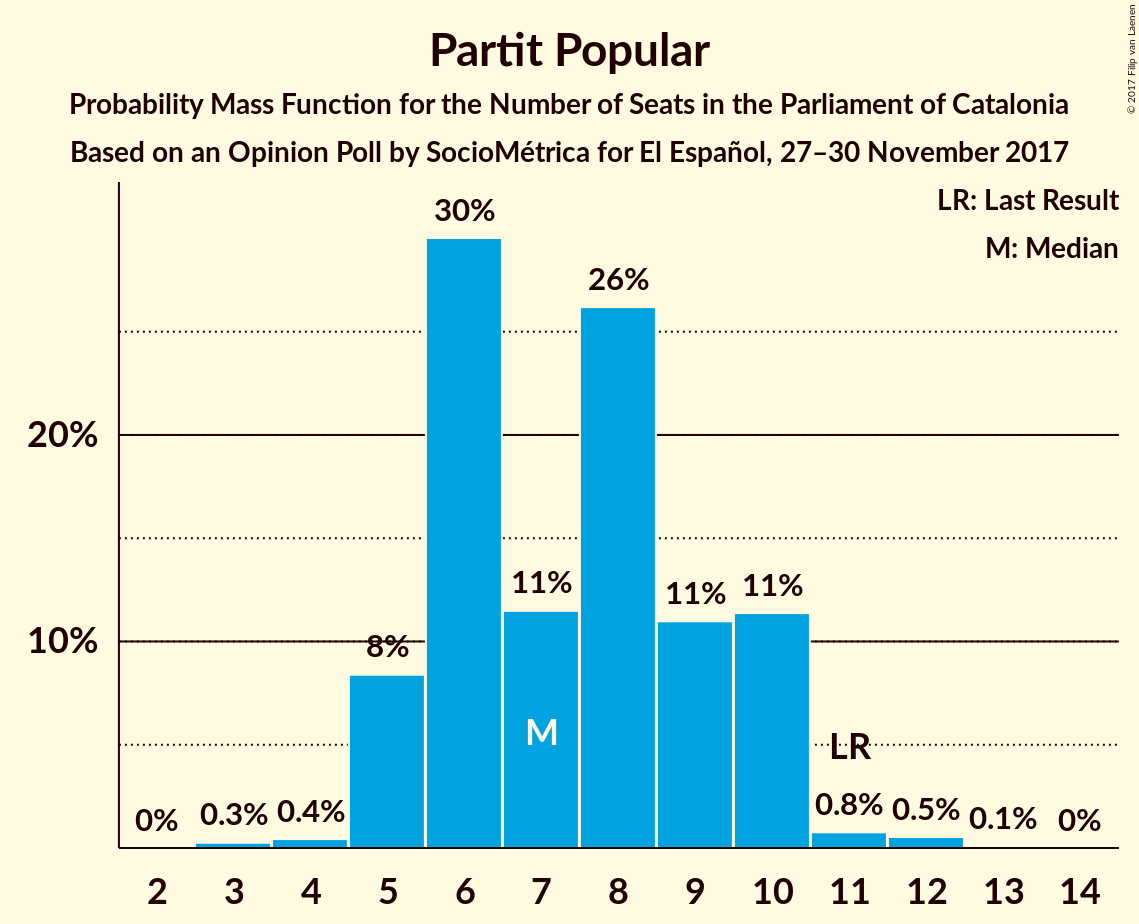 Partit Popular
Probability Mass Function for the Number of Seats in the Parliament of Catalonia
Based on an Opinion Poll by SocioMétrica for El Español, 27–30 November 2017
© 2017 Filip van Laenen
LR: Last Result
M: Median
30%
26%
20%
11%
11%
11%
10%
8%
M
LR
0%
0.3%
0.4%
0.8%
0.5%
0.1%
0%
2 3 4 5 6 7 8 9 10 11 12 13 14